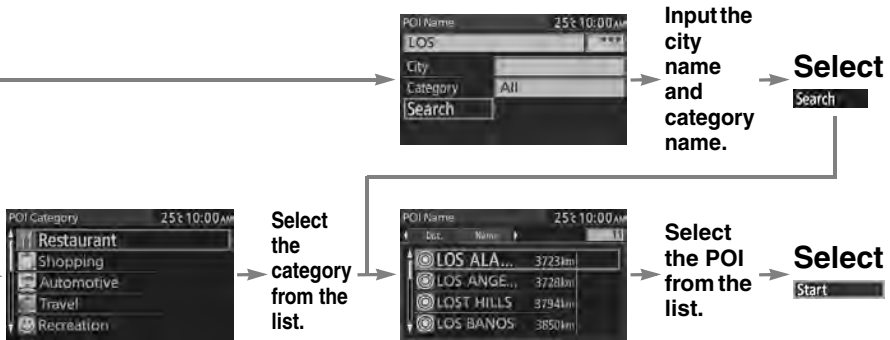 POI Name 25℃ 10:00AM
LOS ***
City
Category All
Search
Input the
city
name
and
category
name.
Select
Search
POI Category 25℃ 10:00AM
Restaurant
Shopping
Automotive
Travel
Recreation
Select
the
category
from the
list.
POI Name 25℃ 10:00AM
Dist. Name
LOS ALA... 3723km
LOS ANGE... 3728km
LOST HILLS 3794km
LOS BANOS 3850km
Select
the POI
from the
list.
Select
Start